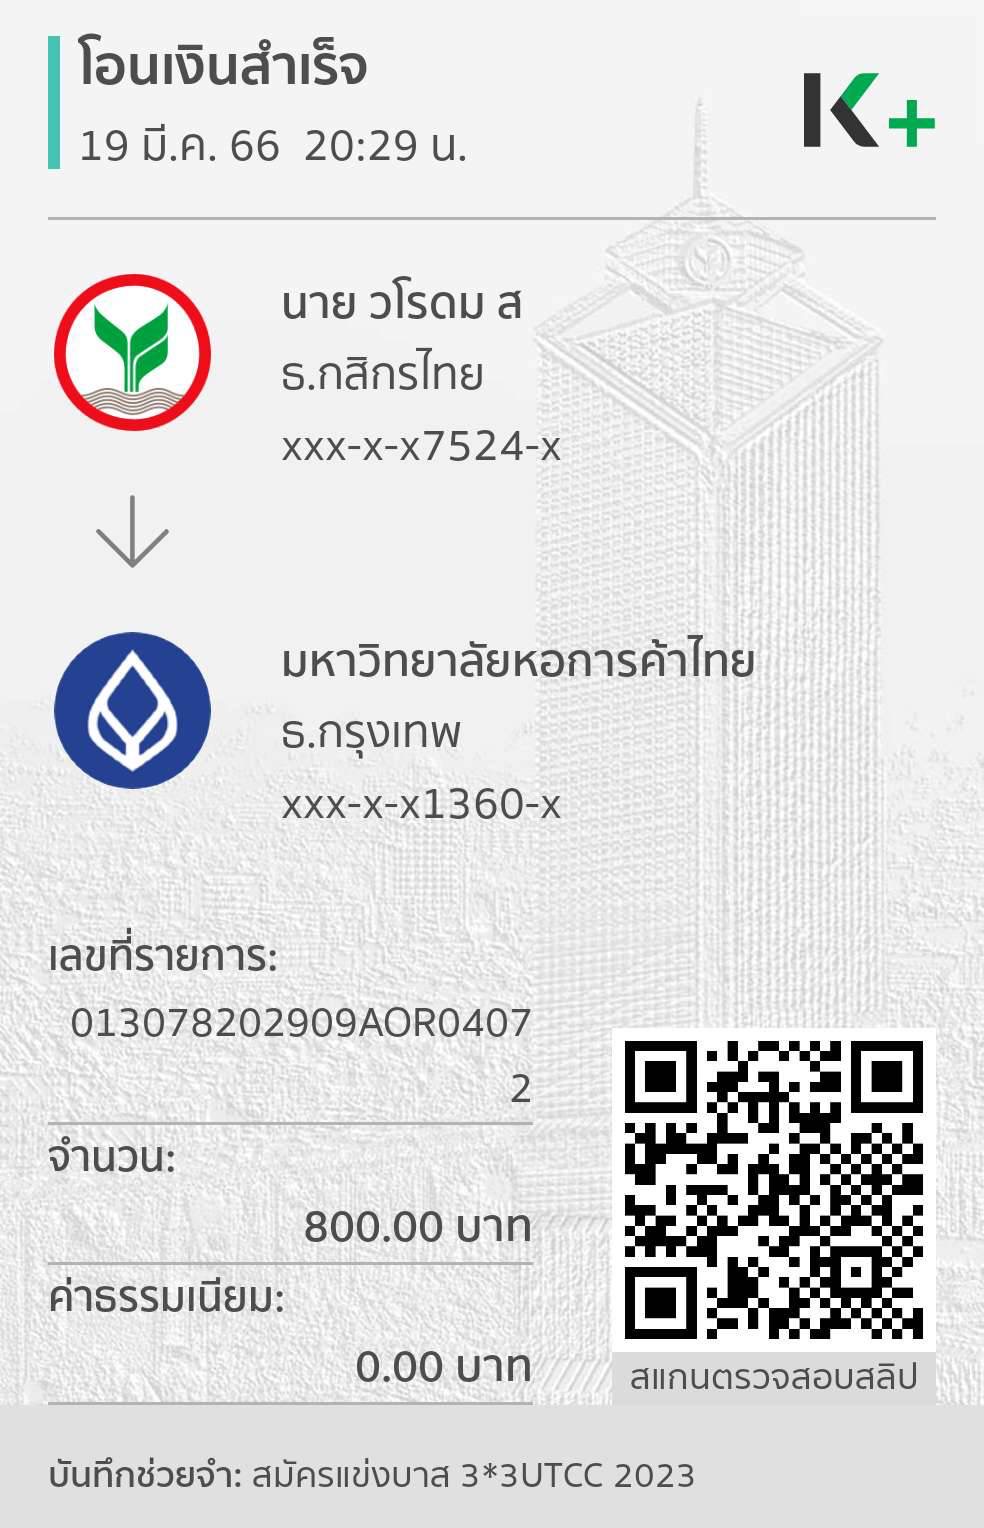 โอนเงินสำเร็จ
19 มี.ค. 66 20:29 น.
K+
นาย วโรดม ส
ธ.กสิกรไทย
xxx-x-x7524-x
มหาวิทยาลัยหอการค้าไทย
ธ.กรุงเทพ
xxx-x-x1360-x
เลขที่รายการ:
013078202909AOR0407
2
จำนวน:
800.00 บาท
ค่าธรรมเนียม:
0.00 บาท
สแกนตรวจสอบสลิป
บันทึกช่วยจำ: สมัครแข่งบาส 3*3UTCC 2023